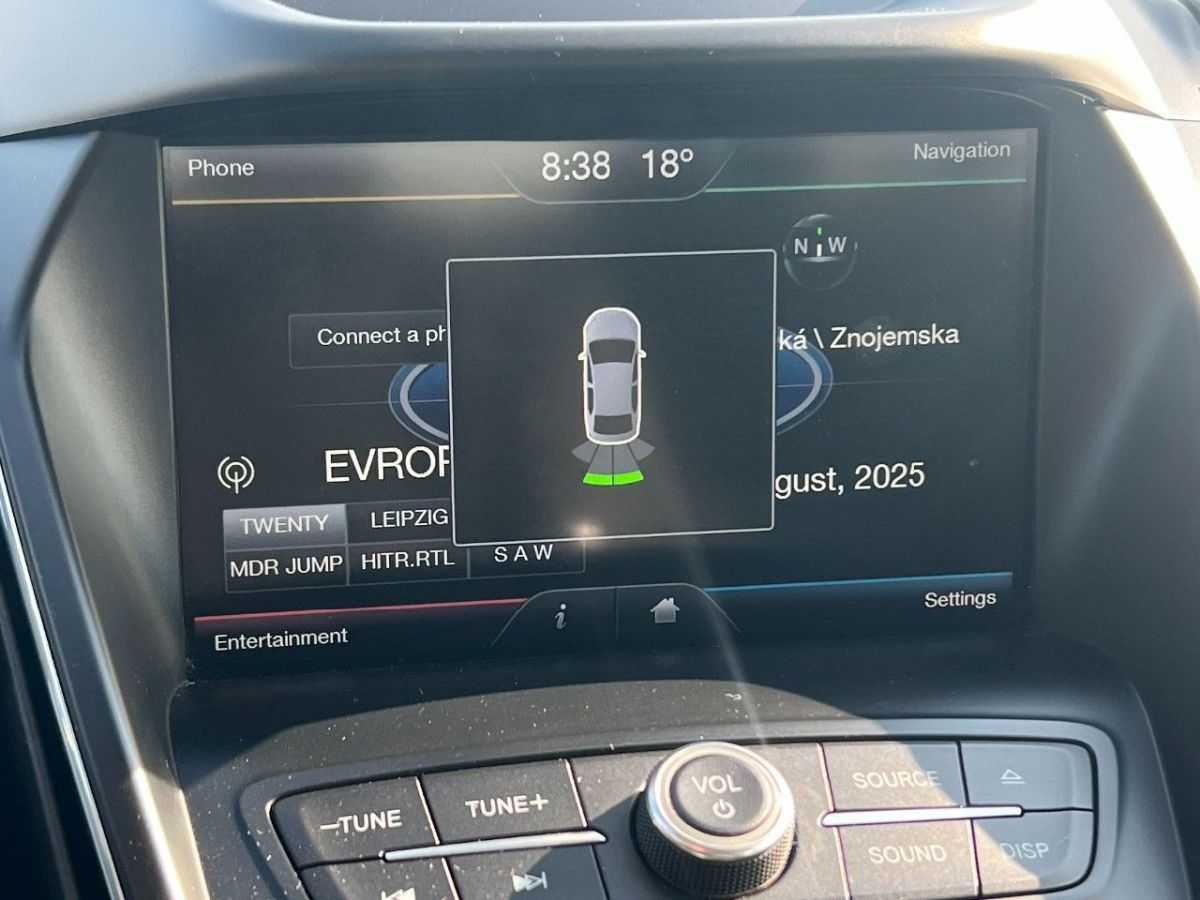 Phone
8:38 18º
Navigation
N W
Connect a ph
ká \ Znojemska
EVROP
gust, 2025
TWENTY LEIPZIG
MDR JUMP HITR.RTL S A W
i
Settings
Entertainment
–TUNE TUNE+ VOL SOURCE
SOUND DISP